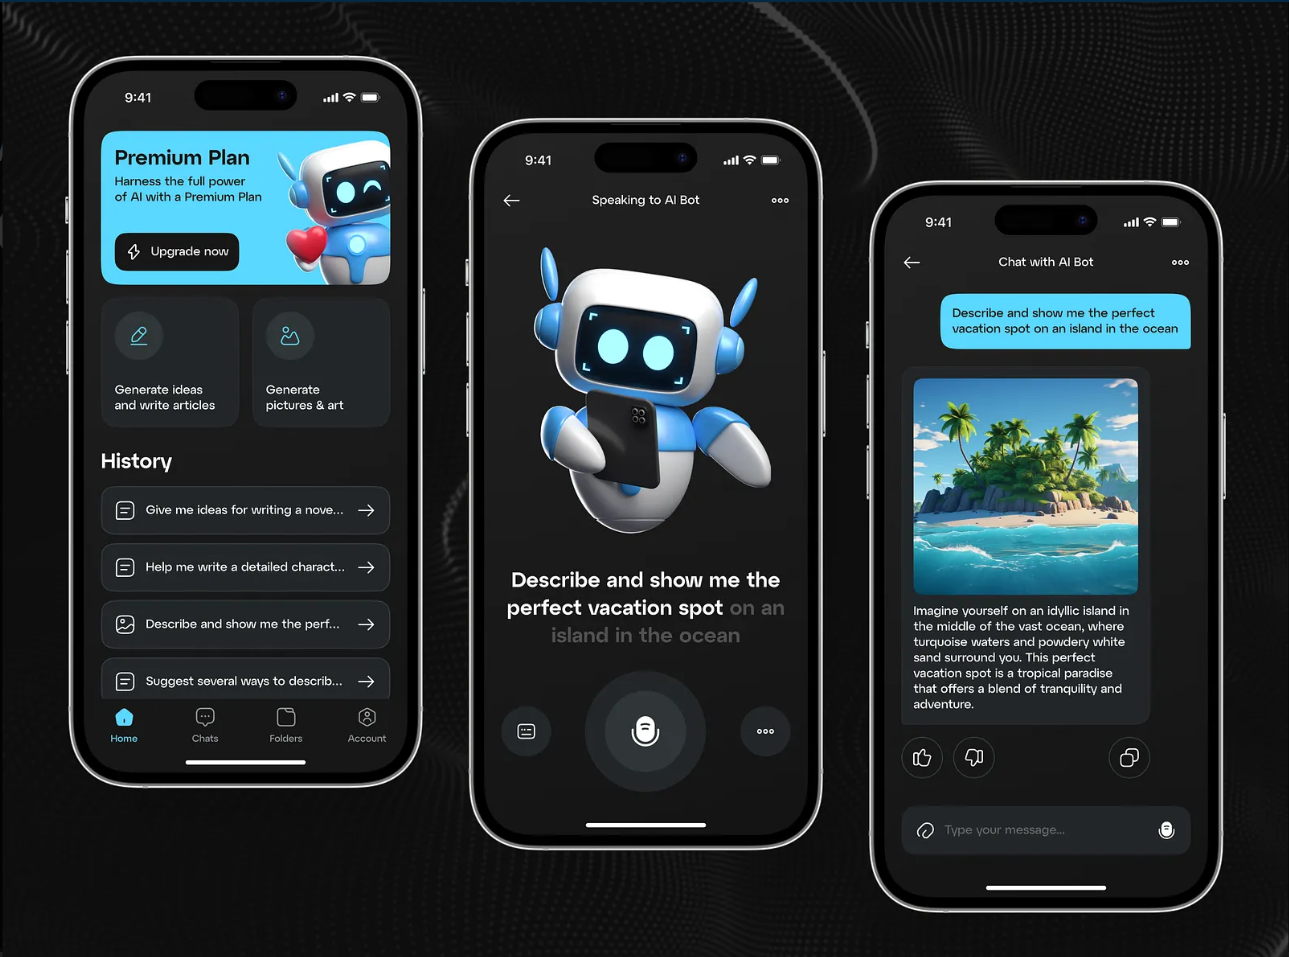 9:41
Premium Plan
Harness the full power
of AI with a Premium Plan
Upgrade now
Generate ideas
and write articles
Generate
pictures & art
History
Give me ideas for writing a nove...
Help me write a detailed charact...
Describe and show me the perf...
Suggest several ways to describ...
Home
Chats
Folders
Account
9:41
Speaking to AI Bot
Describe and show me the
perfect vacation spot on an
island in the ocean
9:41
Chat with AI Bot
Describe and show me the perfect
vacation spot on an island in the ocean
Imagine yourself on an idyllic island in
the middle of the vast ocean, where
turquoise waters and powdery white
sand surround you. This perfect
vacation spot is a tropical paradise
that offers a blend of tranquility and
adventure.
Type your message...